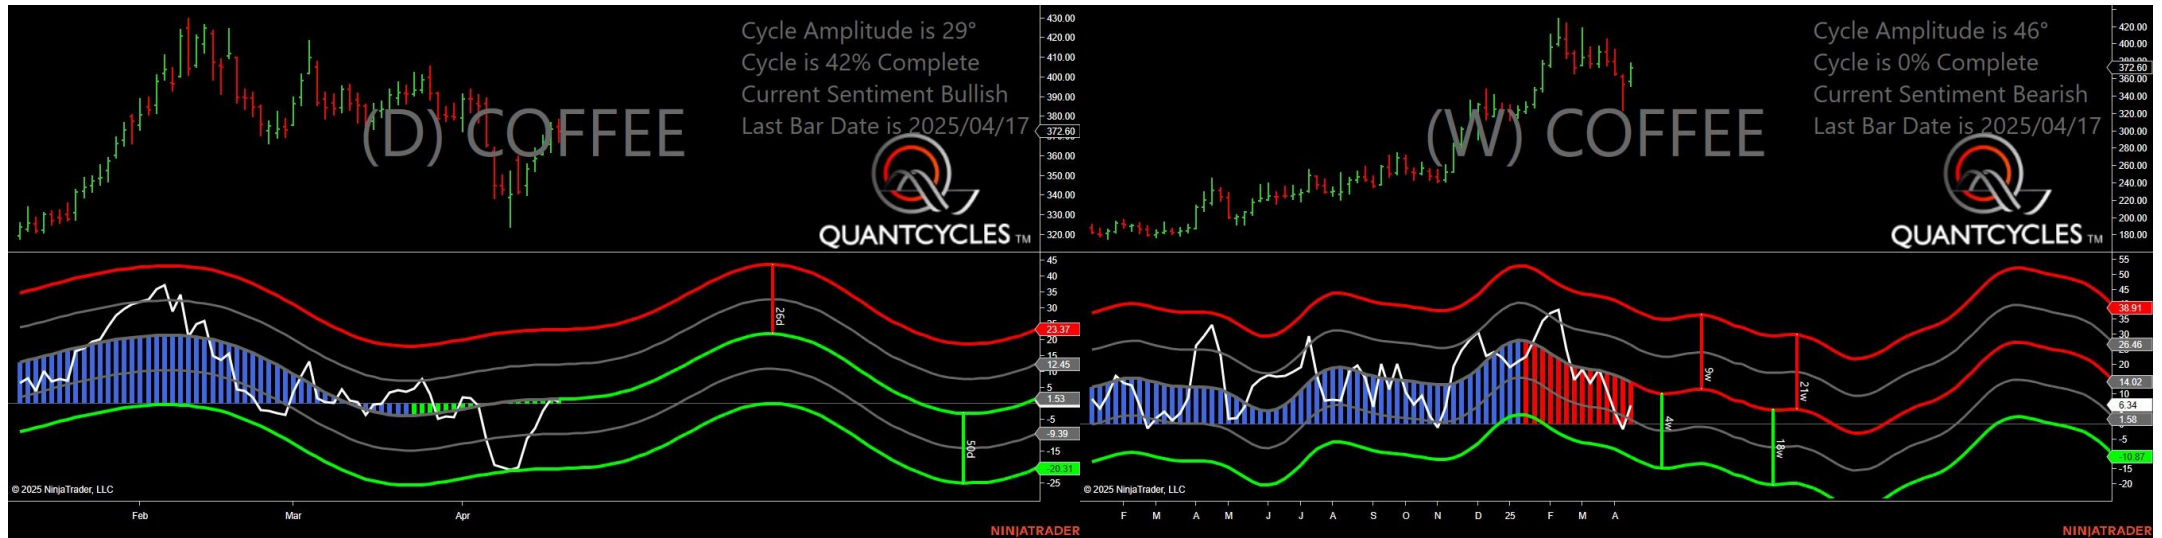 Cycle Amplitude is 29°
Cycle is 42% Complete
Current Sentiment Bullish
Last Bar Date is 2025/04/17
(D) COFFEE
QUANTCYCLES TM
430.00
420.00
410.00
400.00
390.00
380.00
372.60
360.00
350.00
340.00
330.00
320.00
45
40
35
30
23.37
20
15
12.45
5
1.53
-5
-9.39
-15
-20.31
-25
26d
50d
© 2025 NinjaTrader, LLC
Feb Mar Apr
NINJATRADER
Cycle Amplitude is 46°
Cycle is 0% Complete
Current Sentiment Bearish
Last Bar Date is 2025/04/17
(W) COFFEE
QUANTCYCLES TM
420.00
400.00
372.60
360.00
340.00
320.00
300.00
280.00
260.00
240.00
220.00
200.00
180.00
55
50
45
38.91
35
30
26.46
20
14.02
10
6.34
1.58
-5
-10.87
-15
-20
4w
9w
18w
21w
© 2025 NinjaTrader, LLC
F M A M J J A S O N D 25 F M A
NINJATRADER